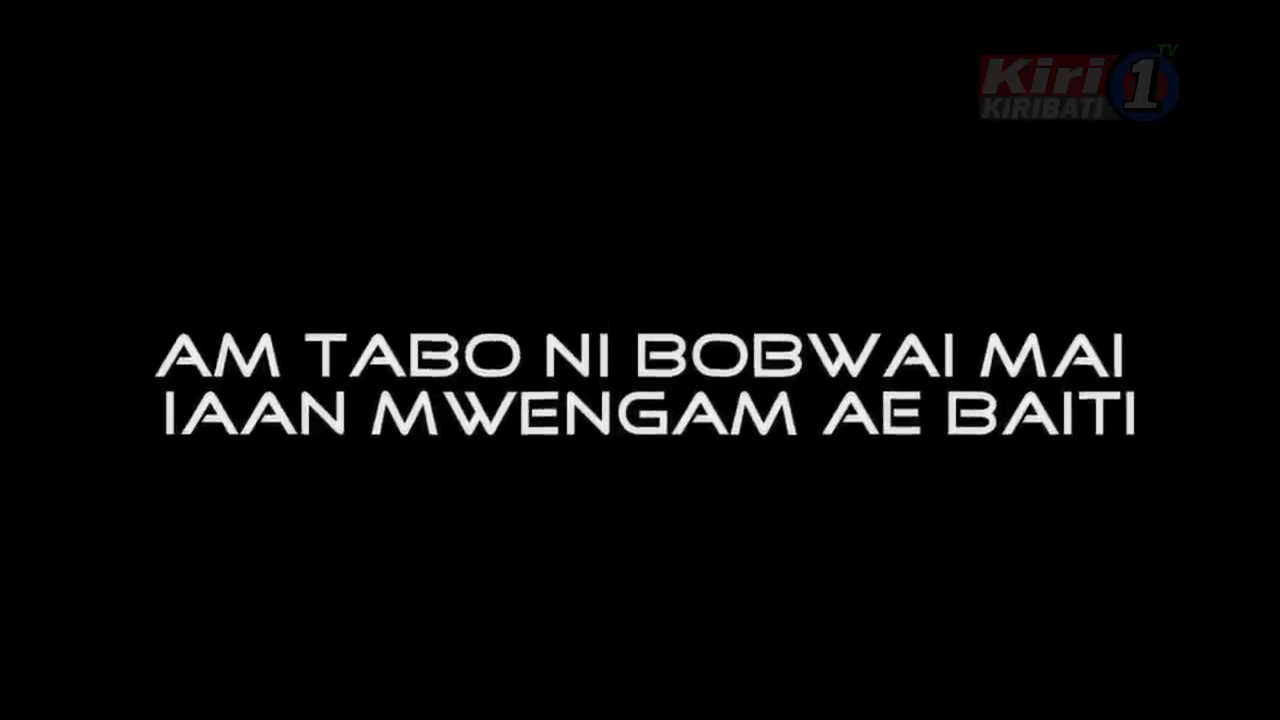 TV
Kiri 1
KIRIBATI
AM TABO NI BOBWAI MAI
IAAN MWENGAM AE BAITI